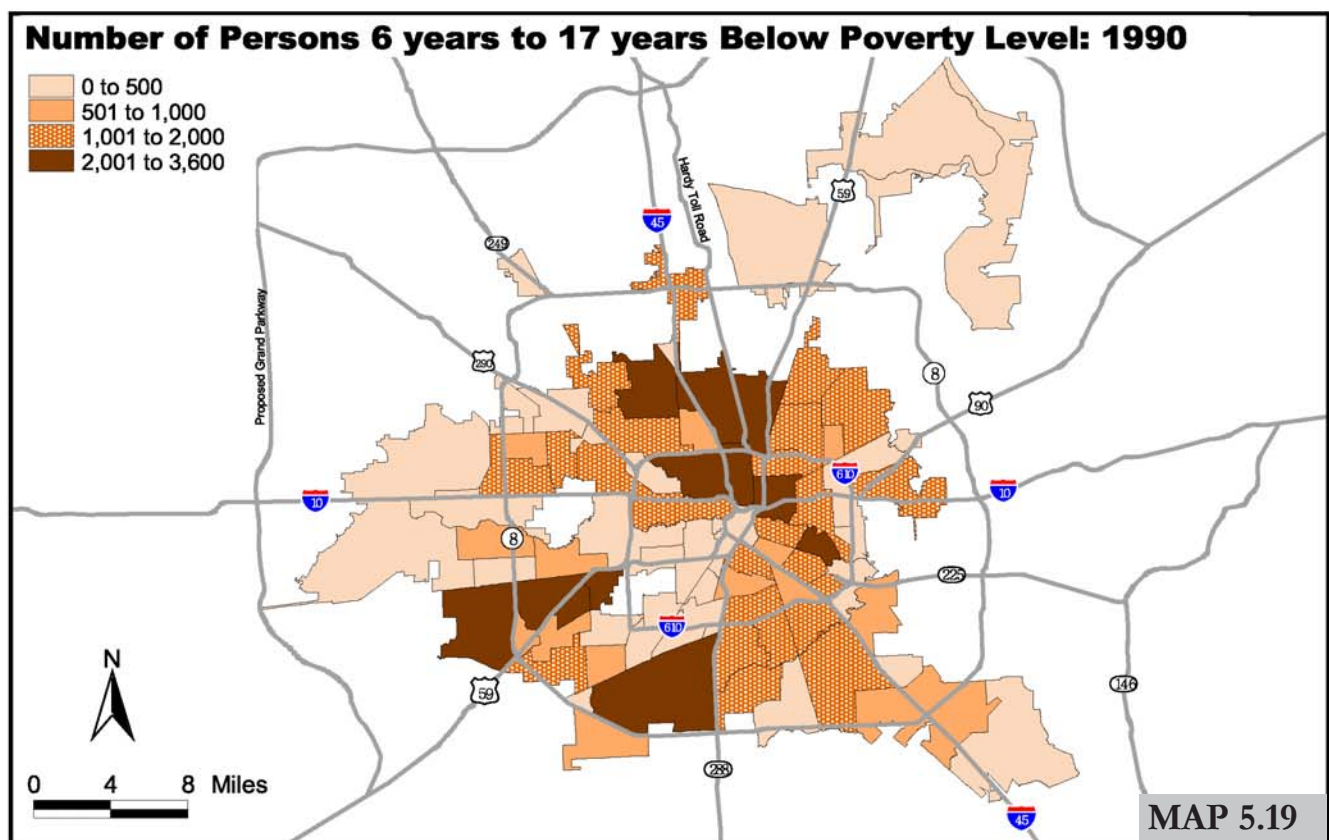 Number of Persons 6 years to 17 years Below Poverty Level: 1990
0 to 500
501 to 1,000
1,001 to 2,000
2,001 to 3,600
Hardy Toll Road
59
45
249
Proposed Grand Parkway
290
8
90
610
10
10
8
225
610
N
59
146
288
0 4 8 Miles
45
MAP 5.19